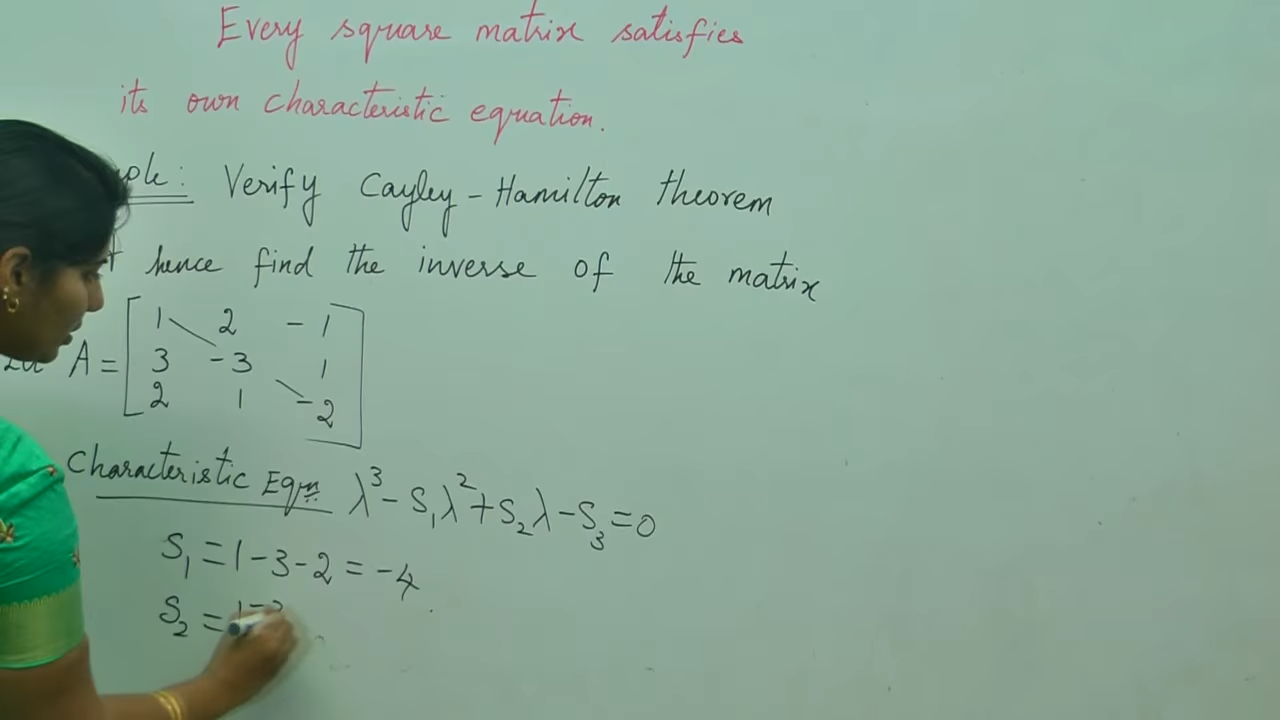 Every square matrix satisfies
its own characteristic equation.
Verify Cayley-Hamilton theorem
hence find the inverse of the matrix
A = [ 1 2 -1
3 -3 1
2 1 -2 ]
Characteristic Eqn λ³ - S₁λ² + S₂λ - S₃ = 0
S₁ = 1 - 3 - 2 = -4
S₂ =